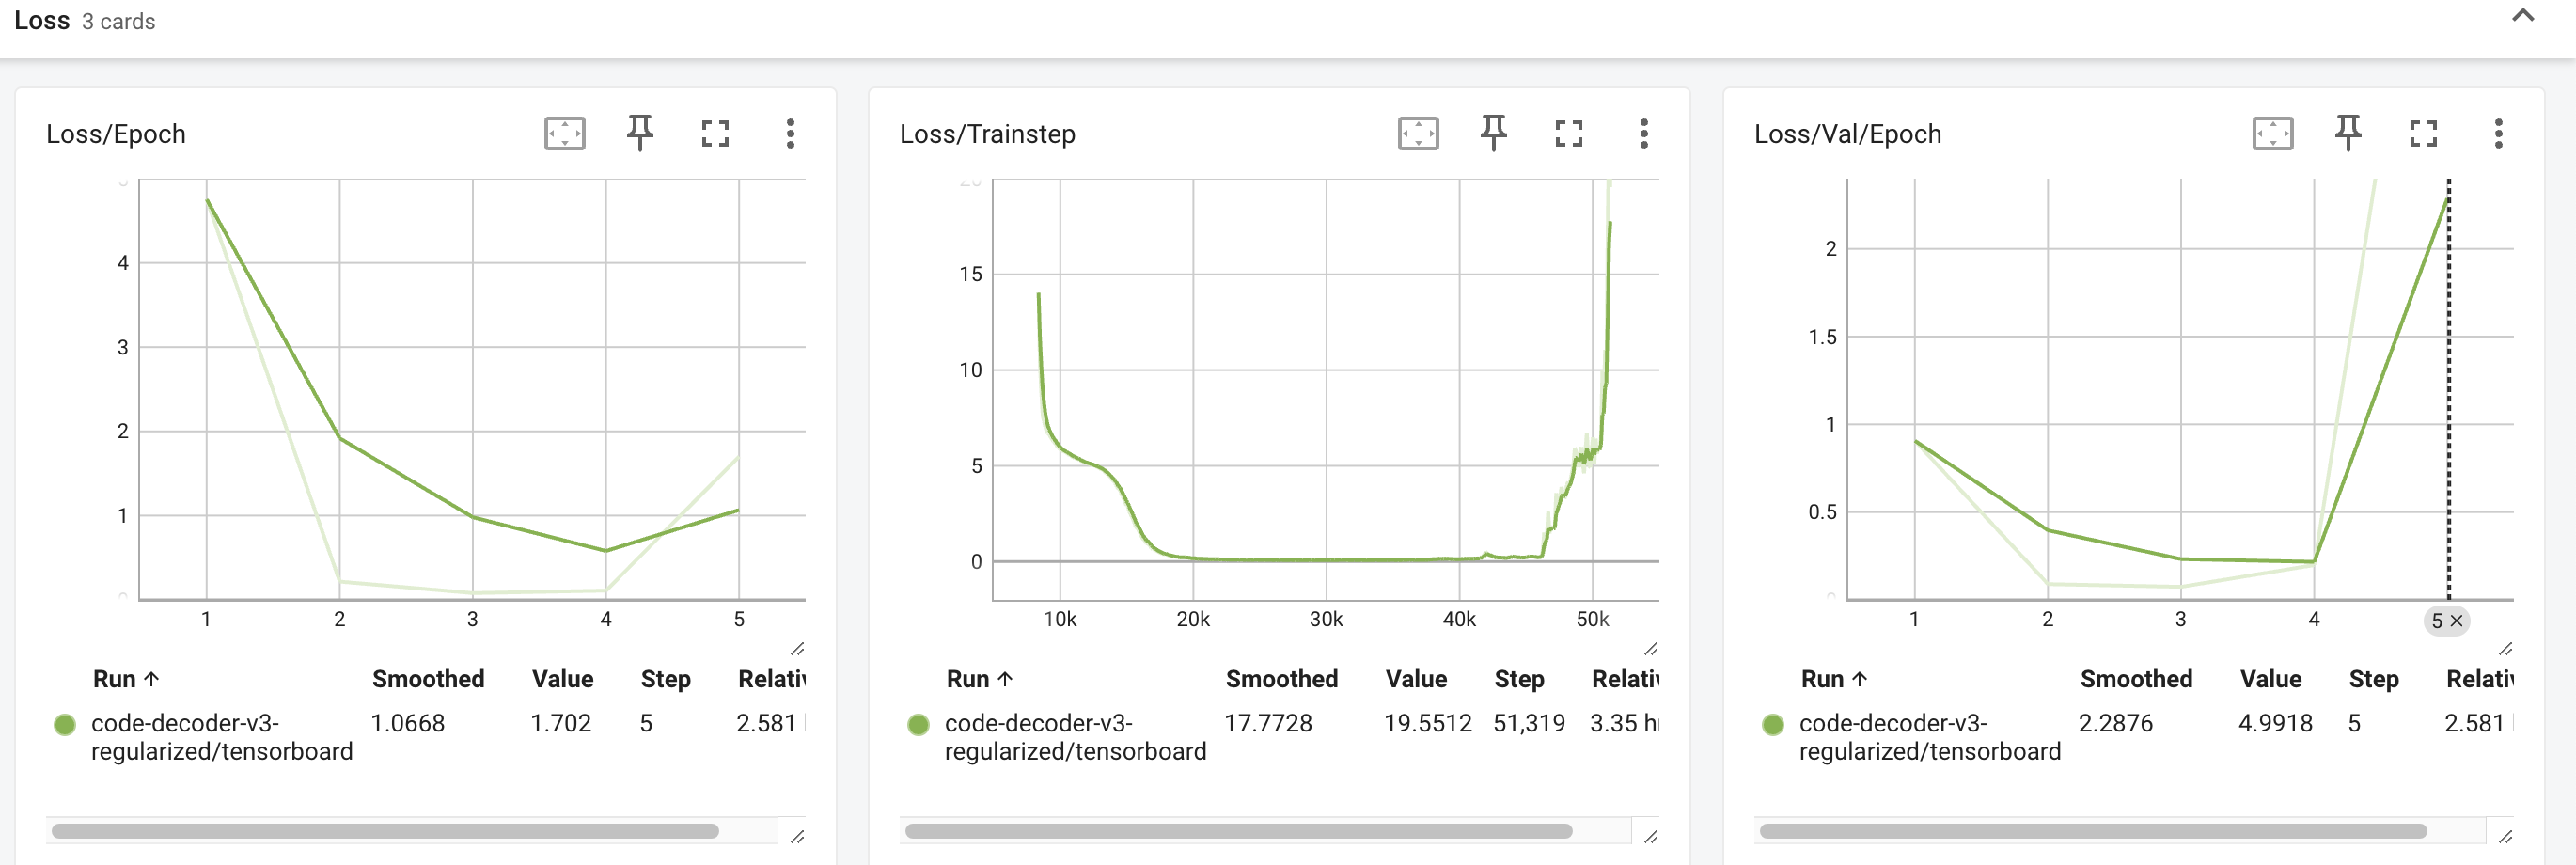 Loss 3 cards
Loss/Epoch
4
3
2
1
1 2 3 4 5
Run ↑ Smoothed Value Step Relativ
code-decoder-v3- 1.0668 1.702 5 2.581
regularized/tensorboard
Loss/Trainstep
20
15
10
5
0
10k 20k 30k 40k 50k
Run ↑ Smoothed Value Step Relativ
code-decoder-v3- 17.7728 19.5512 51,319 3.35 h
regularized/tensorboard
Loss/Val/Epoch
2
1.5
1
0.5
1 2 3 4 5 ×
Run ↑ Smoothed Value Step Relativ
code-decoder-v3- 2.2876 4.9918 5 2.581
regularized/tensorboard